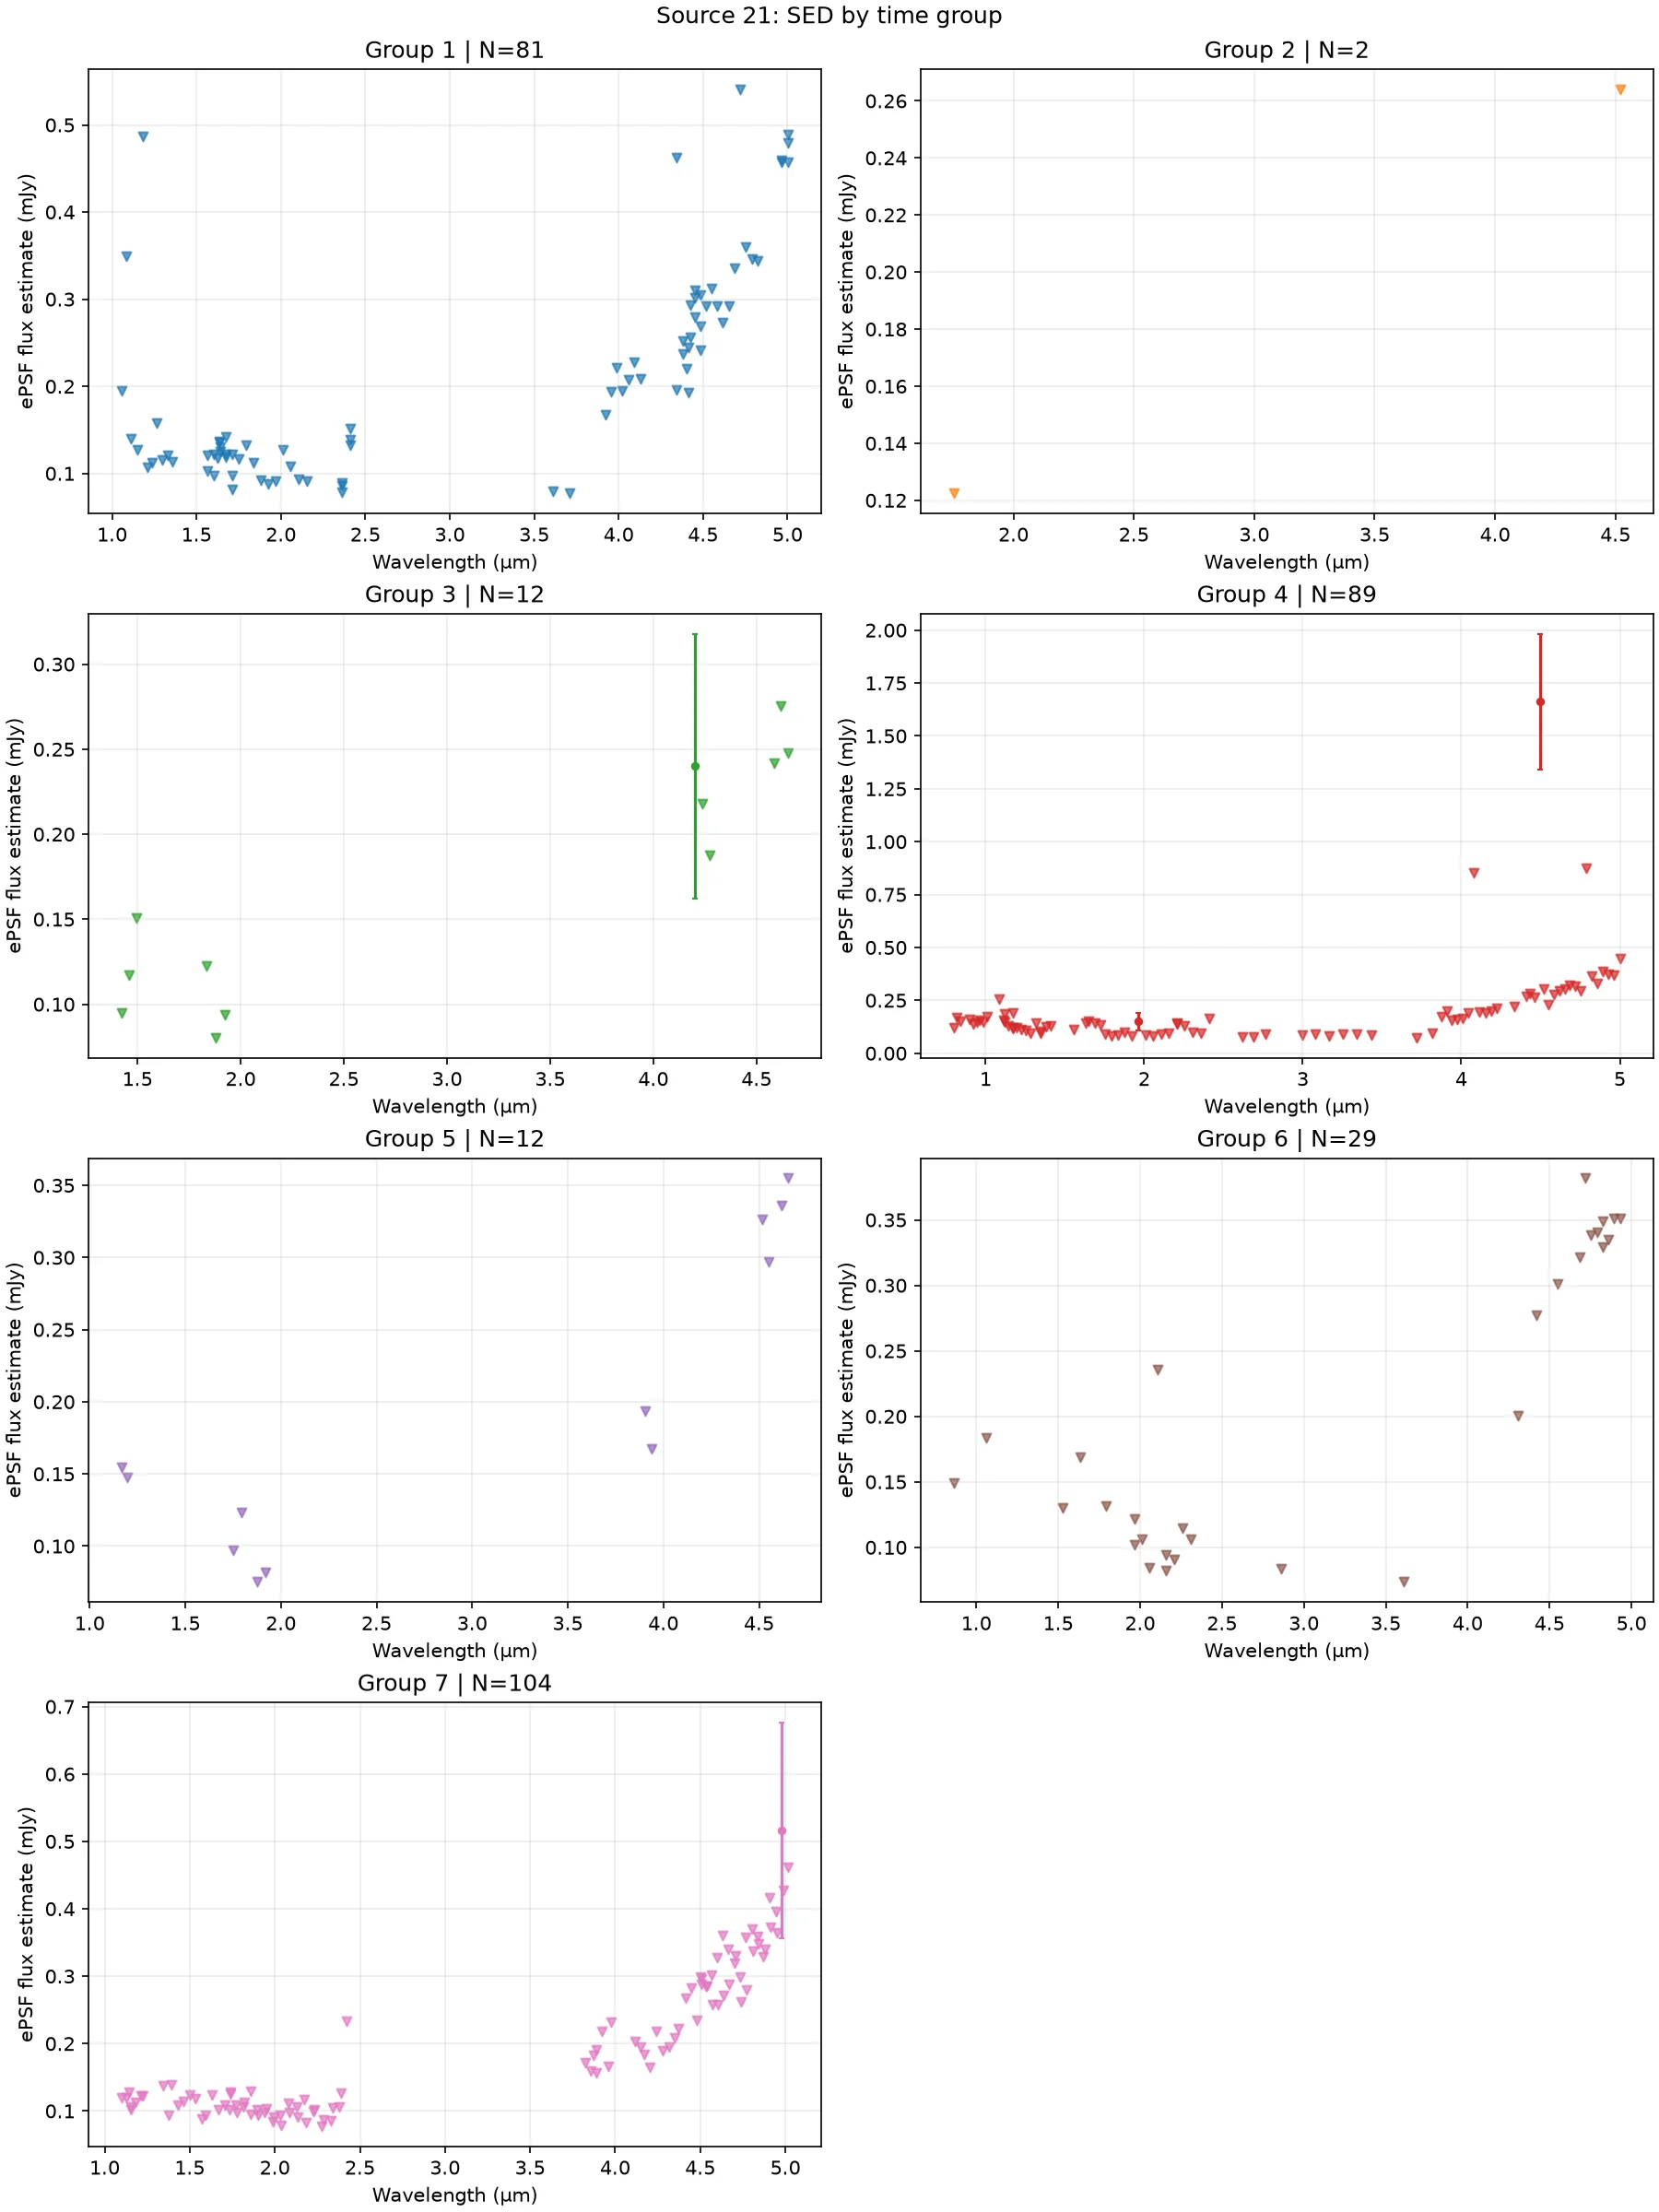 Source 21: SED by time group
Group 1 | N=81
ePSF flux estimate (mJy)
0.5
0.4
0.3
0.2
0.1
1.0 1.5 2.0 2.5 3.0 3.5 4.0 4.5 5.0
Wavelength (μm)
Group 2 | N=2
ePSF flux estimate (mJy)
0.26
0.24
0.22
0.20
0.18
0.16
0.14
0.12
2.0 2.5 3.0 3.5 4.0 4.5
Wavelength (μm)
Group 3 | N=12
ePSF flux estimate (mJy)
0.30
0.25
0.20
0.15
0.10
1.5 2.0 2.5 3.0 3.5 4.0 4.5
Wavelength (μm)
Group 4 | N=89
ePSF flux estimate (mJy)
2.00
1.75
1.50
1.25
1.00
0.75
0.50
0.25
0.00
1 2 3 4 5
Wavelength (μm)
Group 5 | N=12
ePSF flux estimate (mJy)
0.35
0.30
0.25
0.20
0.15
0.10
1.0 1.5 2.0 2.5 3.0 3.5 4.0 4.5
Wavelength (μm)
Group 6 | N=29
ePSF flux estimate (mJy)
0.35
0.30
0.25
0.20
0.15
0.10
1.0 1.5 2.0 2.5 3.0 3.5 4.0 4.5 5.0
Wavelength (μm)
Group 7 | N=104
ePSF flux estimate (mJy)
0.7
0.6
0.5
0.4
0.3
0.2
0.1
1.0 1.5 2.0 2.5 3.0 3.5 4.0 4.5 5.0
Wavelength (μm)